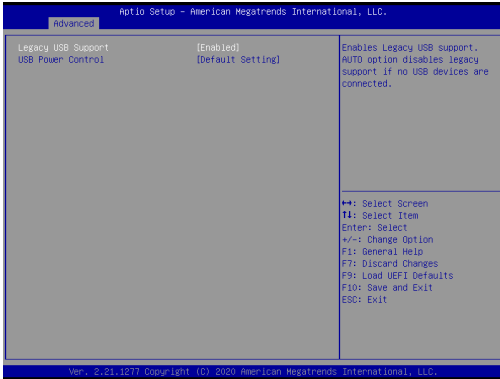 Aptio Setup – American Megatrends International, LLC.
Advanced
Legacy USB Support [Enabled]
USB Power Control [Default Setting]
Enables Legacy USB support.
AUTO option disables legacy
support if no USB devices are
connected.
↔: Select Screen
↑↓: Select Item
Enter: Select
+/-: Change Option
F1: General Help
F7: Discard Changes
F9: Load UEFI Defaults
F10: Save and Exit
ESC: Exit
Ver. 2.21.1277 Copyright (C) 2020 American Megatrends International, LLC.